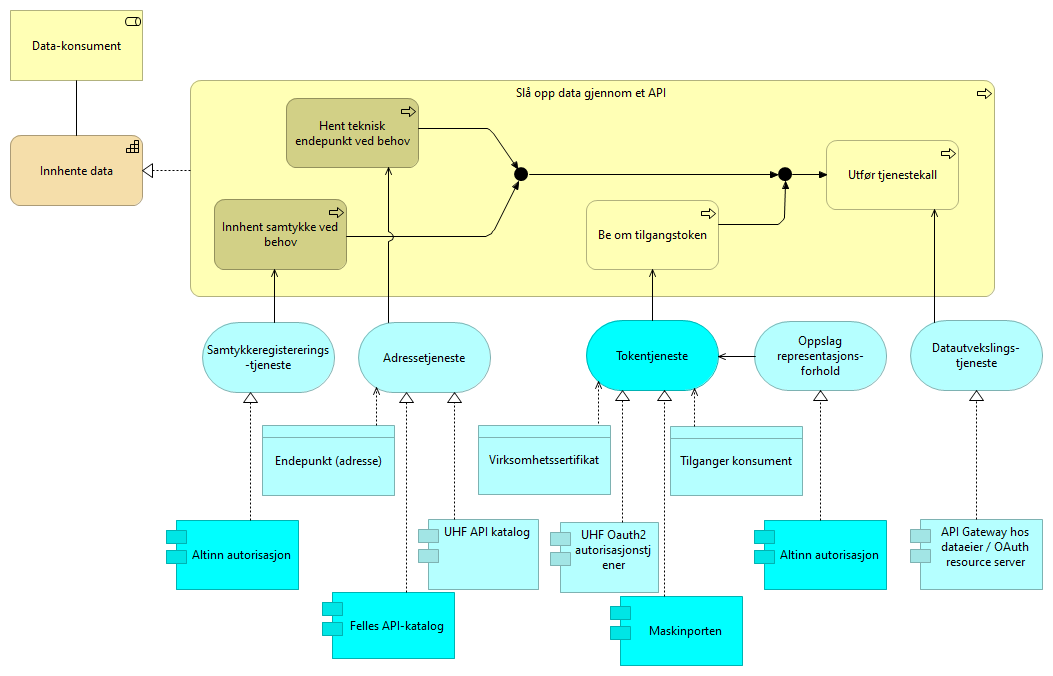 Data-konsument
Slå opp data gjennom et API
Hent teknisk
endepunkt ved behov
Innhente data
Utfør tjenestekall
Innhent samtykke ved
behov
Be om tilgangstoken
Samtykkeregistererings
-tjeneste
Adressetjeneste
Tokentjeneste
Oppslag
representasjons-
forhold
Datautvekslings-
tjeneste
Endepunkt (adresse)
Virksomhetssertifikat
Tilganger konsument
Altinn autorisasjon
UHF API katalog
UHF Oauth2
autorisasjonstj
ener
Altinn autorisasjon
API Gateway hos
dataeier / OAuth
resource server
Felles API-katalog
Maskinporten